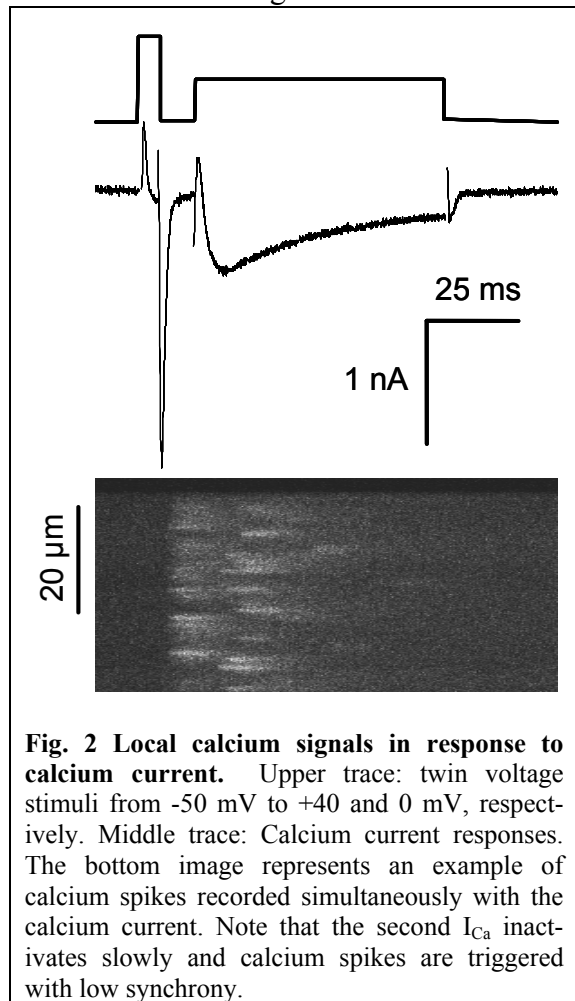 25 ms
1 nA
20 µm
Fig. 2 Local calcium signals in response to
calcium current. Upper trace: twin voltage
stimuli from -50 mV to +40 and 0 mV, respect-
ively. Middle trace: Calcium current responses.
The bottom image represents an example of
calcium spikes recorded simultaneously with the
calcium current. Note that the second I_Ca inact-
ivates slowly and calcium spikes are triggered
with low synchrony.